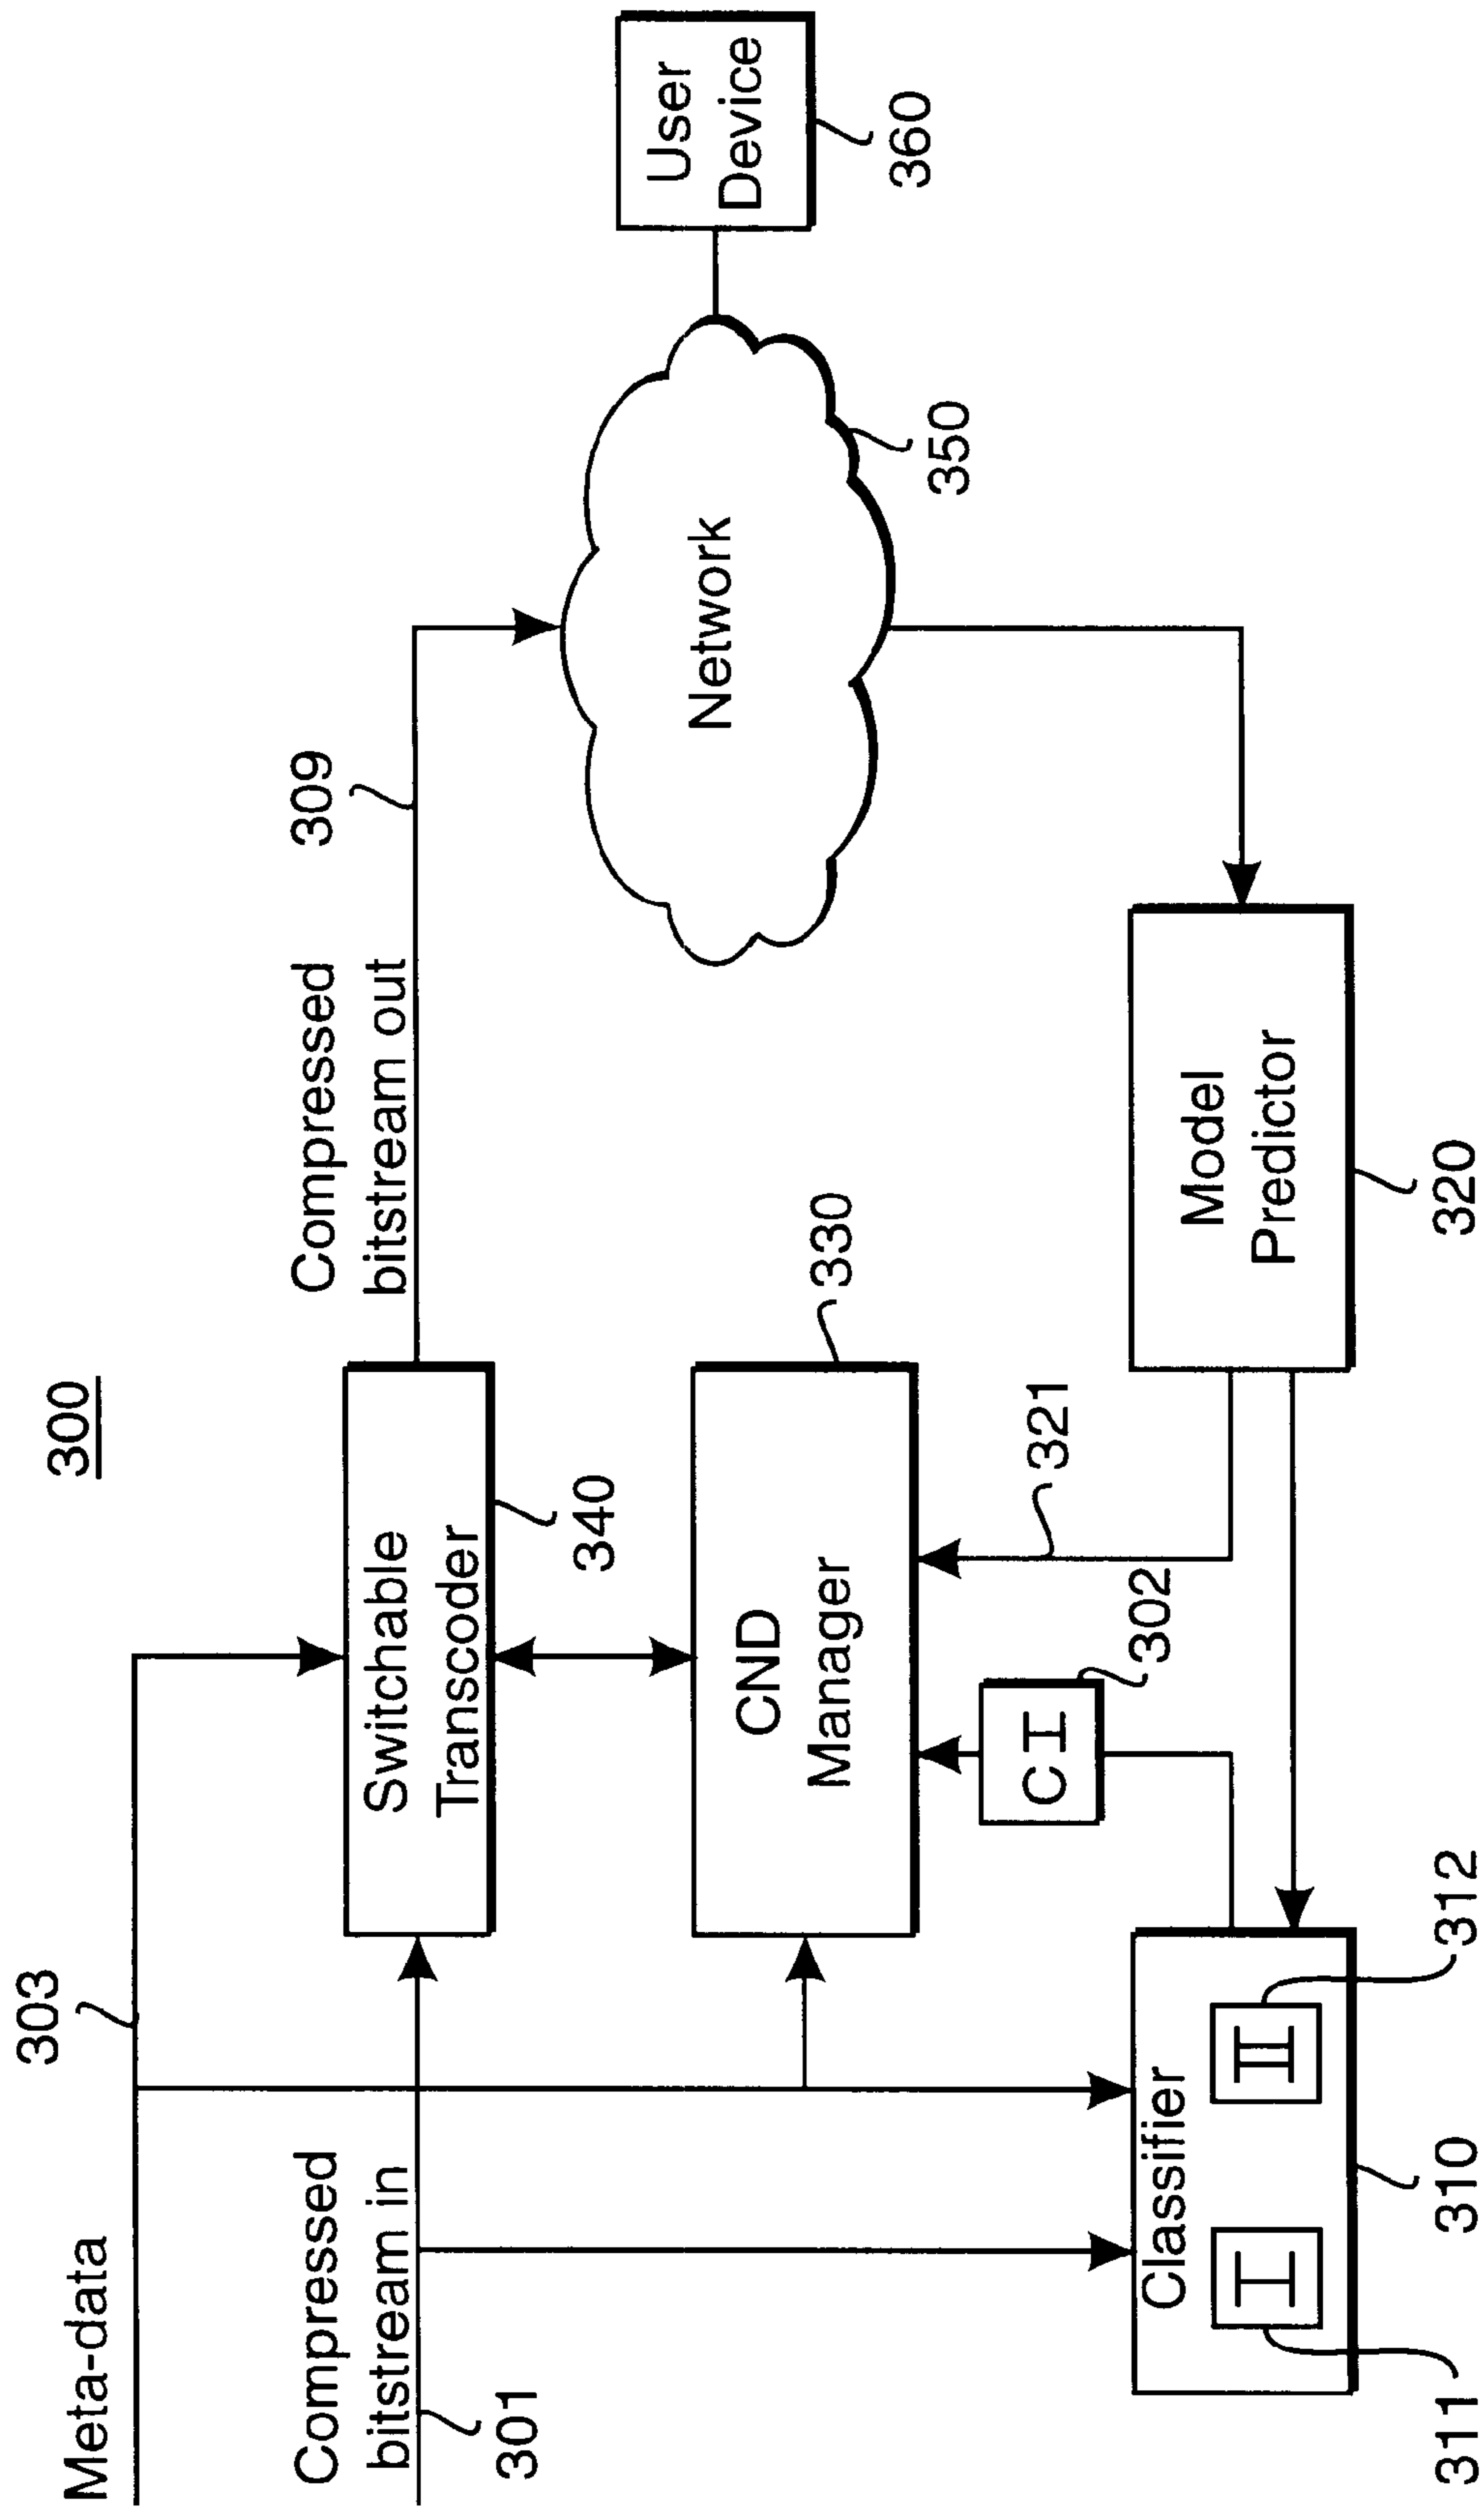 300
Meta-data
303
Compressed
bitstream in
301
Switchable
Transcoder
340
Compressed
bitstream out
309
CND
Manager
330
Network
350
User
Device
360
321
CI
302
Classifier
I
II
311
310
312
Model
Predictor
320